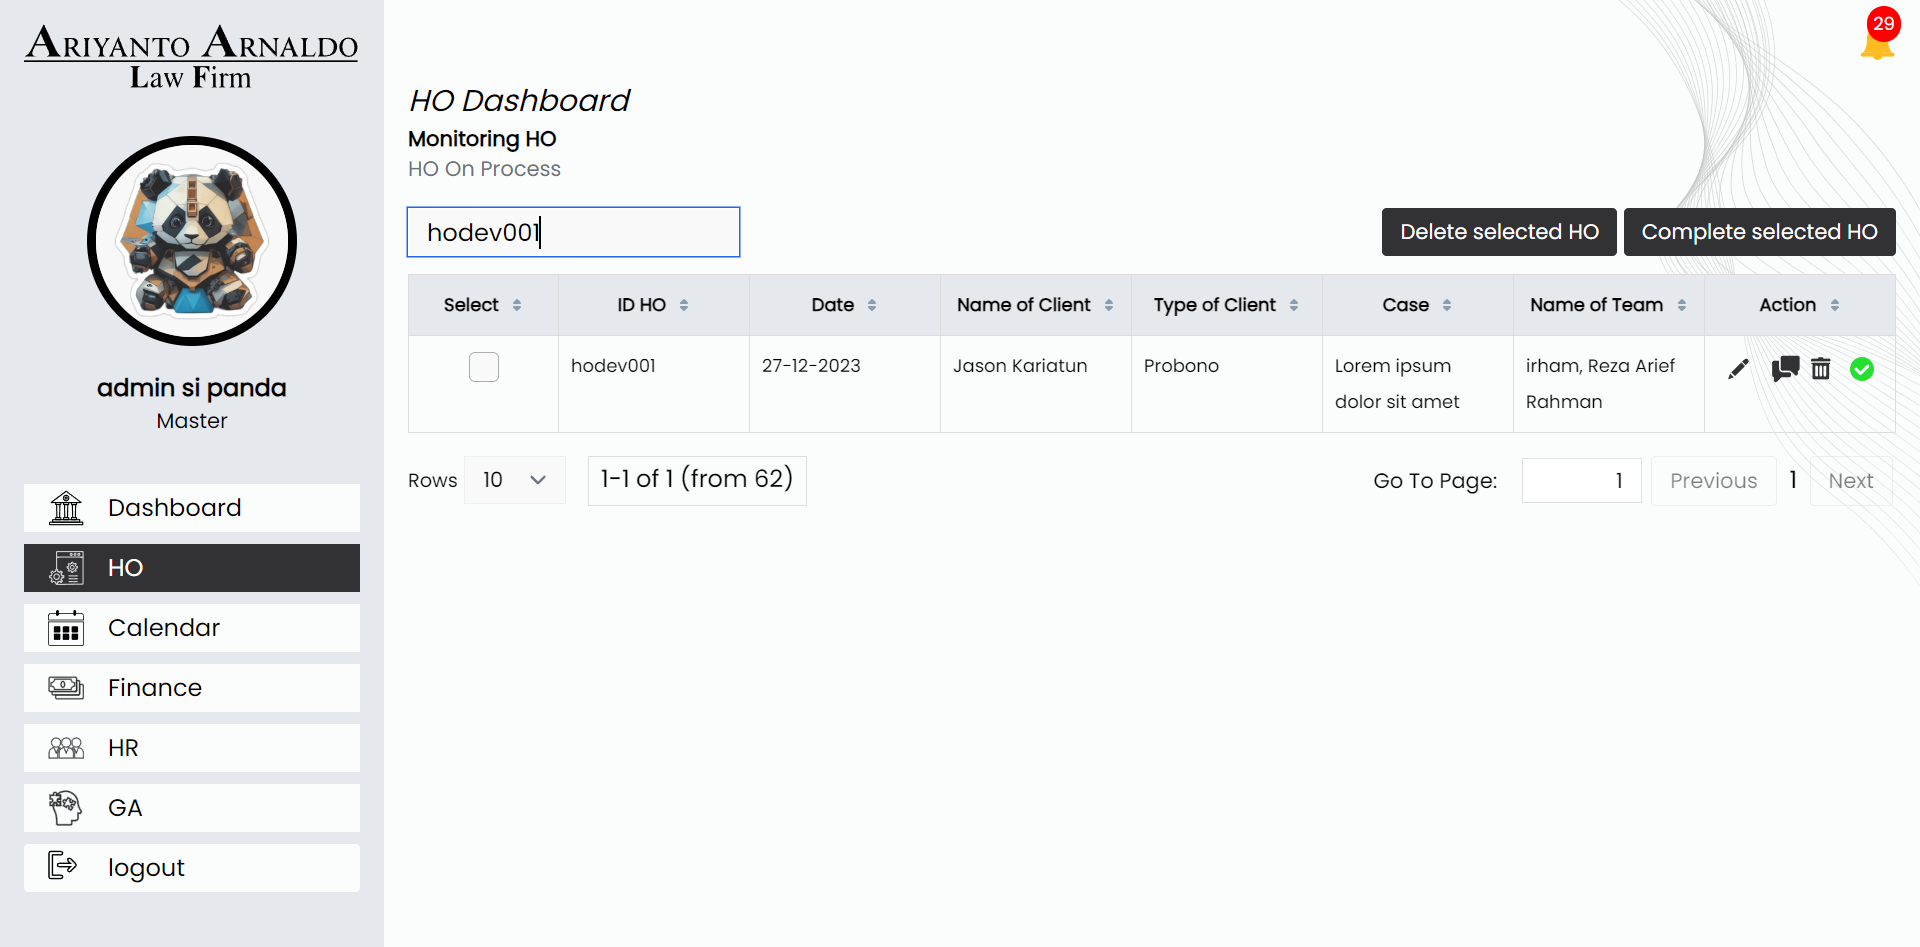 ARIYANTO ARNALDO
Law Firm
admin si panda
Master
Dashboard
HO
Calendar
Finance
HR
GA
logout
29
HO Dashboard
Monitoring HO
HO On Process
hodev001
Delete selected HO
Complete selected HO
Select ID HO Date Name of Client Type of Client Case Name of Team Action
hodev001 27-12-2023 Jason Kariatun Probono Lorem ipsum irham, Reza Arief
dolor sit amet Rahman
Rows 10 1-1 of 1 (from 62) Go To Page: 1 Previous 1 Next